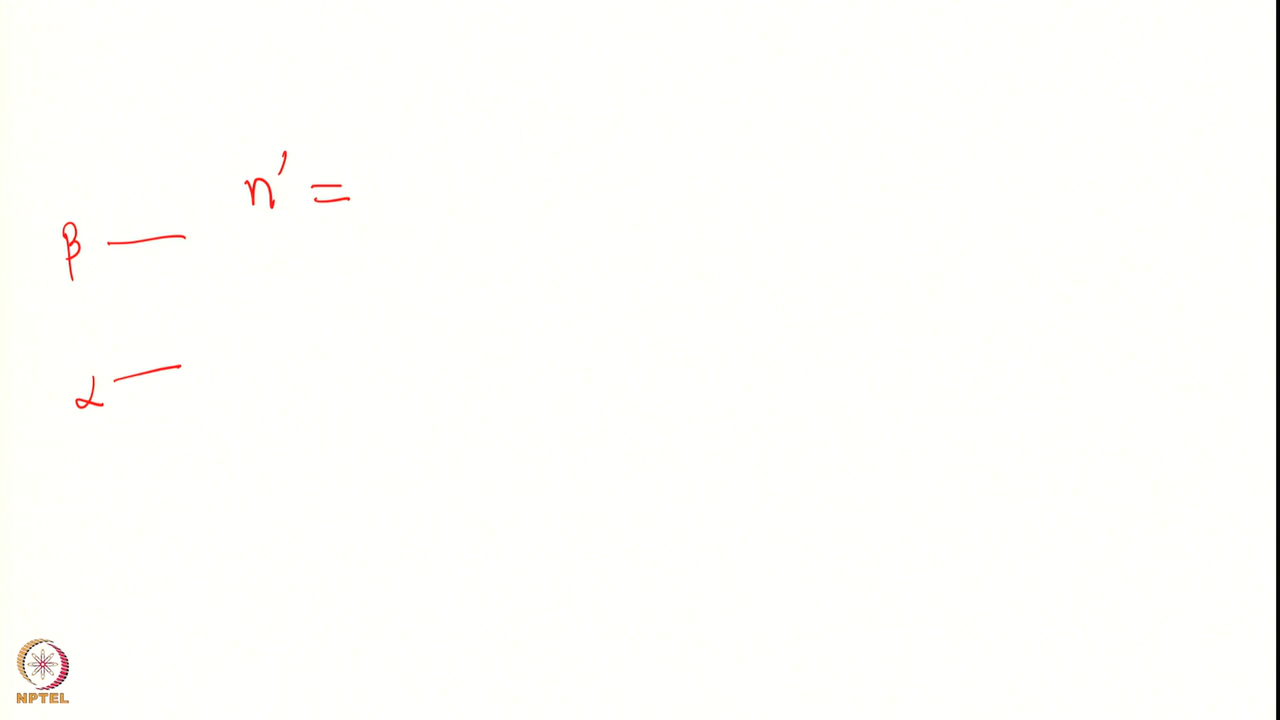 n′ =
β —
α —
NPTEL